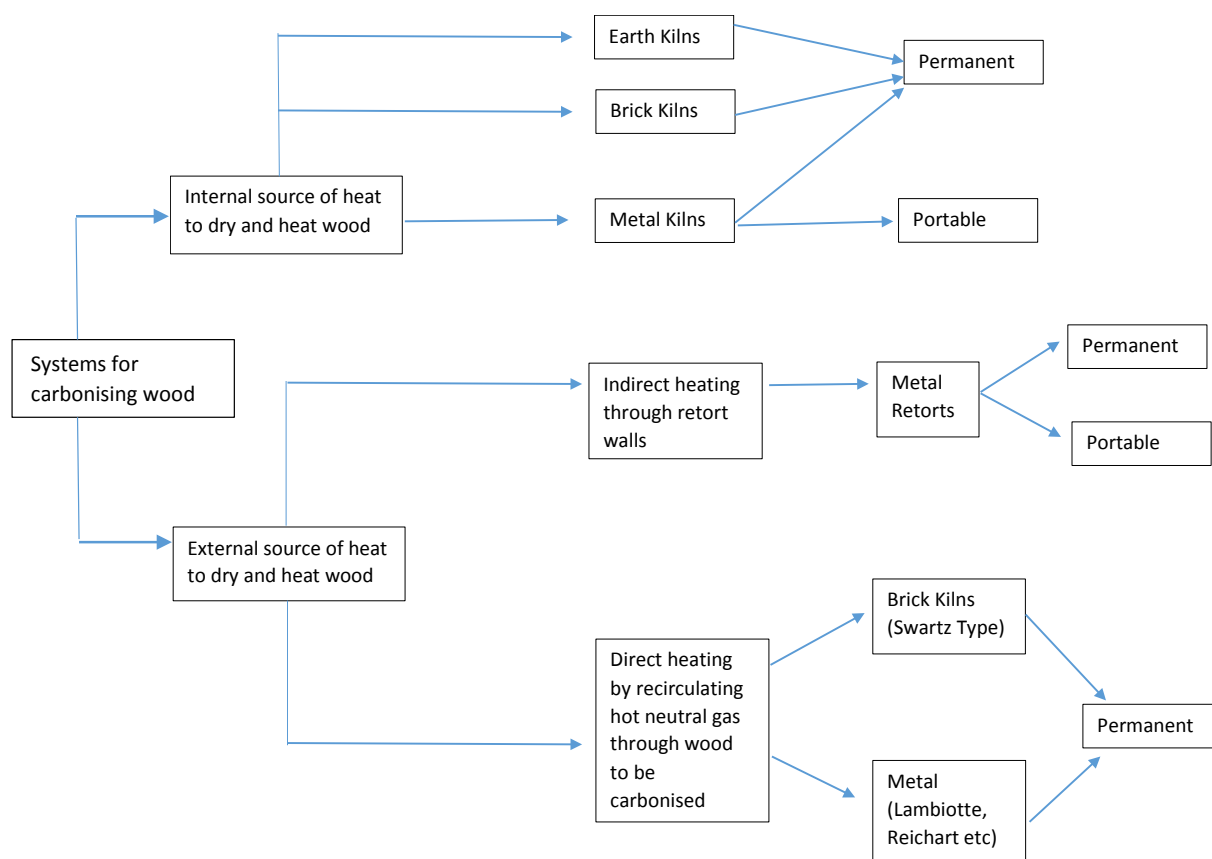 Earth Kilns
Permanent
Brick Kilns
Internal source of heat
to dry and heat wood
Metal Kilns
Portable
Systems for
carbonising wood
Permanent
Indirect heating
through retort
walls
Metal
Retorts
Portable
External source of heat
to dry and heat wood
Brick Kilns
(Swartz Type)
Direct heating
by recirculating
hot neutral gas
through wood
to be
carbonised
Permanent
Metal
(Lambiotte,
Reichart etc)